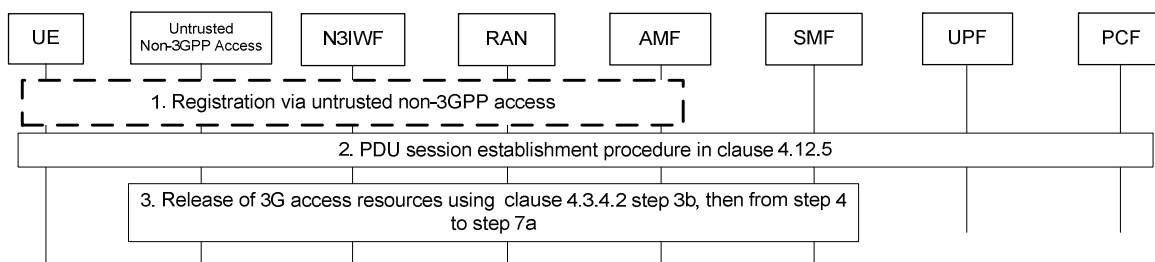 UE
Untrusted
Non-3GPP Access
N3IWF
RAN
AMF
SMF
UPF
PCF
1. Registration via untrusted non-3GPP access
2. PDU session establishment procedure in clause 4.12.5
3. Release of 3G access resources using clause 4.3.4.2 step 3b, then from step 4
to step 7a